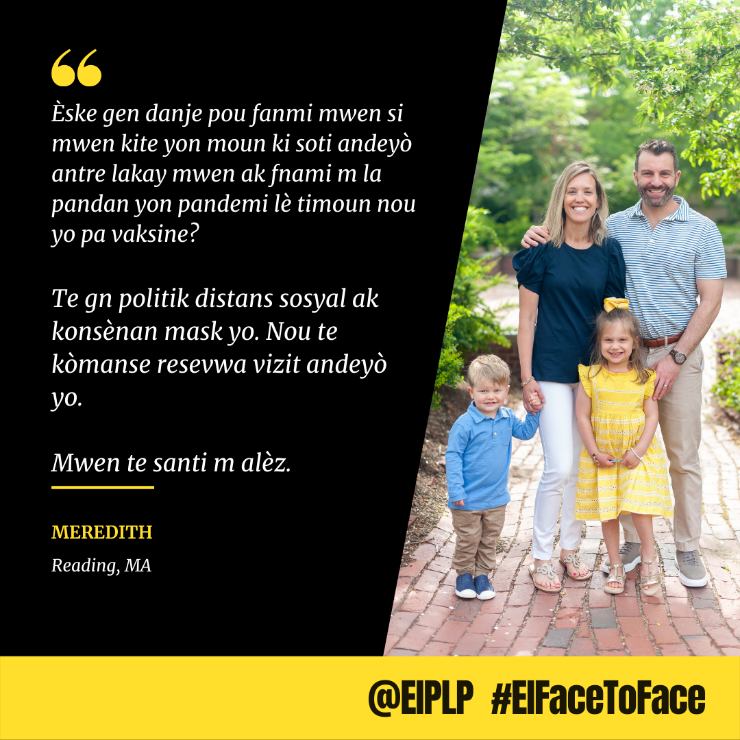 Èske gen danje pou fanmi mwen si
mwen kite yon moun ki soti andeyò
antre lakay mwen ak fnami m la
pandan yon pandemi lè timoun nou
yo pa vaksine?
Te gn politik distans sosyal ak
konsènan mask yo. Nou te
kòmanse resevwa vizit andeyò
yo.
Mwen te santi m alèz.
MEREDITH
Reading, MA
@EIPLP #EIFaceToFace